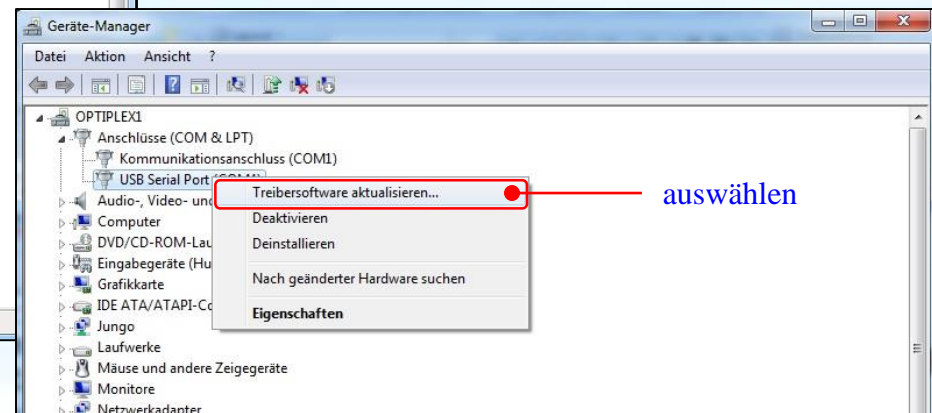 Geräte-Manager
Datei Aktion Ansicht ?
OPTIPLEX1
Anschlüsse (COM & LPT)
Kommunikationsanschluss (COM1)
USB Serial Port
Treibersoftware aktualisieren...
auswählen
Audio-, Video- und
Deaktivieren
Computer
DVD/CD-ROM-Lau
Deinstallieren
Eingabegeräte (Hu
Nach geänderter Hardware suchen
Grafikkarte
IDE ATA/ATAPI-Co
Eigenschaften
Jungo
Laufwerke
Mäuse und andere Zeigegeräte
Monitore
Netzwerkadapter